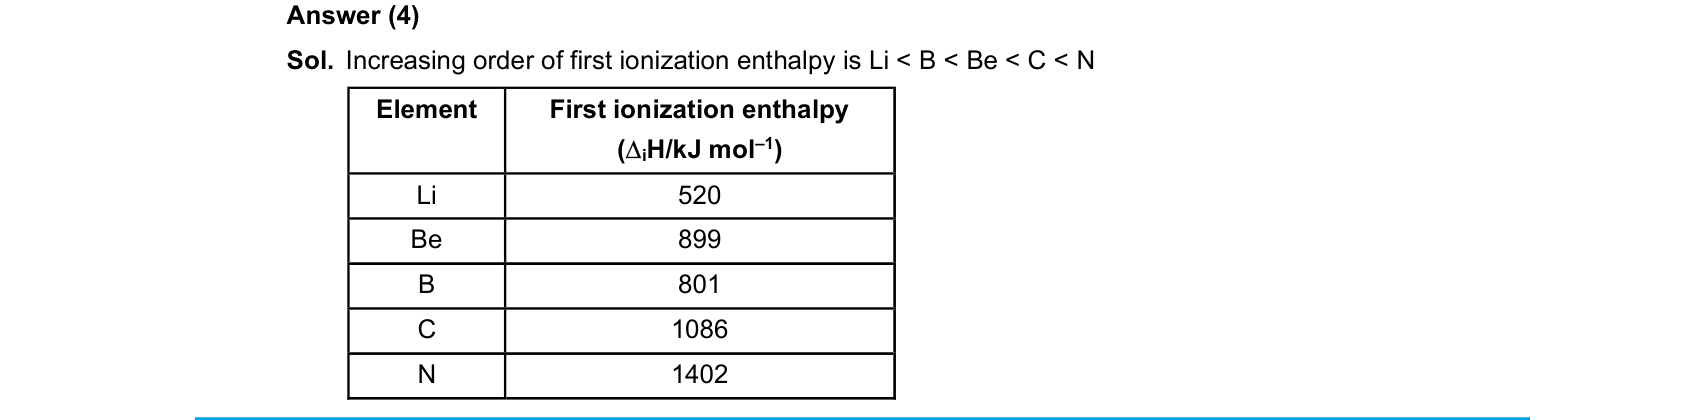 Answer (4)
Sol. Increasing order of first ionization enthalpy is Li < B < Be < C < N
Element First ionization enthalpy
(ΔᵢH/kJ mol⁻¹)
Li 520
Be 899
B 801
C 1086
N 1402